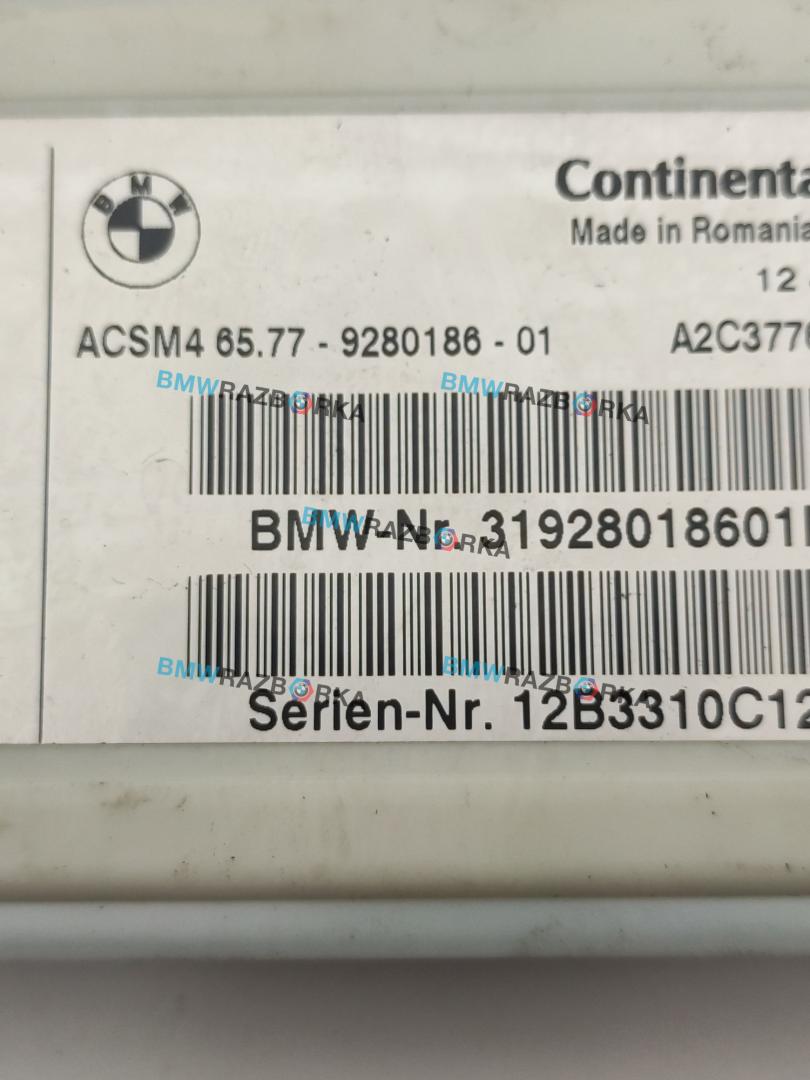 BMW
Continenta
Made in Romania
12
ACSM4 65.77 - 9280186 - 01 A2C3770
BMWRAZBORKA BMWRAZBORKA
BMW-Nr. 31928018601
BMWRAZBORKA
BMWRAZBORKA BMWRAZBORKA
Serien-Nr. 12B3310C12